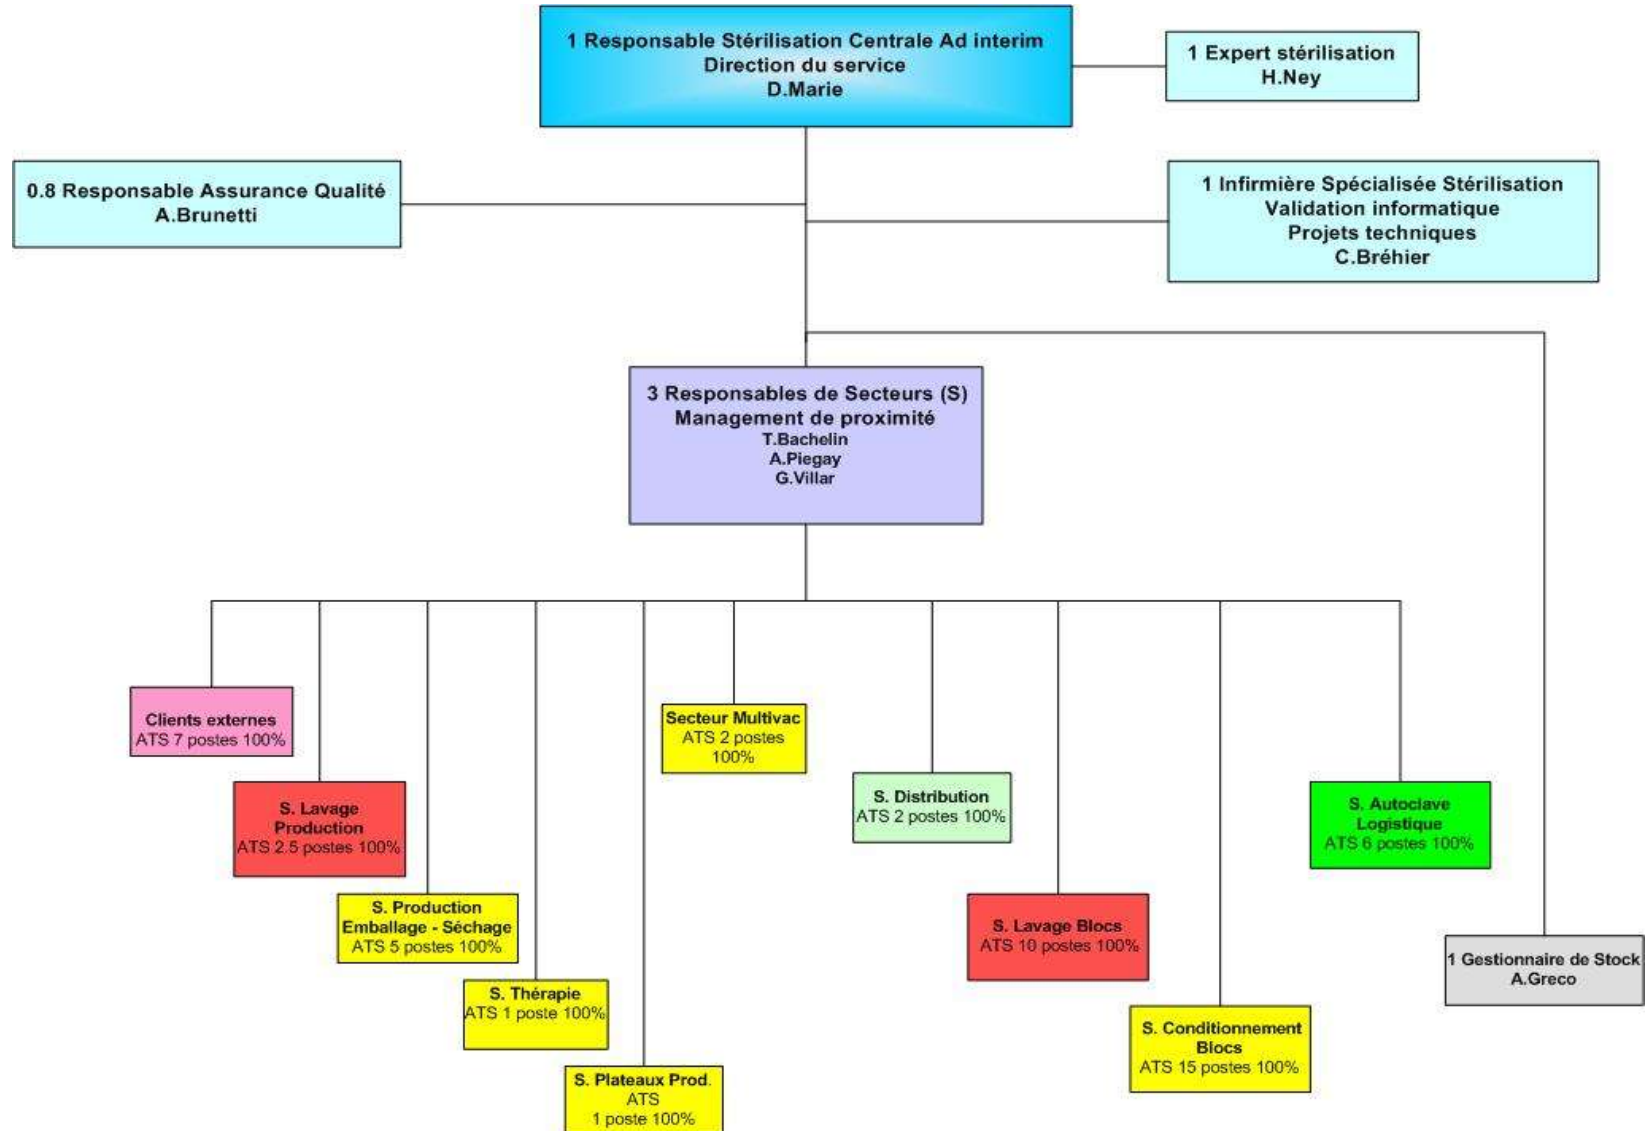 1 Responsable Stérilisation Centrale Ad interim
Direction du service
D.Marie
1 Expert stérilisation
H.Ney
0.8 Responsable Assurance Qualité
A.Brunetti
1 Infirmière Spécialisée Stérilisation
Validation informatique
Projets techniques
C.Bréhier
3 Responsables de Secteurs (S)
Management de proximité
T.Bachelin
A.Piegay
G.Villar
Clients externes
ATS 7 postes 100%
S. Lavage
Production
ATS 2.5 postes 100%
S. Production
Emballage - Séchage
ATS 5 postes 100%
S. Thérapie
ATS 1 poste 100%
S. Plateaux Prod.
ATS
1 poste 100%
Secteur Multivac
ATS 2 postes
100%
S. Distribution
ATS 2 postes 100%
S. Lavage Blocs
ATS 10 postes 100%
S. Conditionnement
Blocs
ATS 15 postes 100%
S. Autoclave
Logistique
ATS 6 postes 100%
1 Gestionnaire de Stock
A.Greco